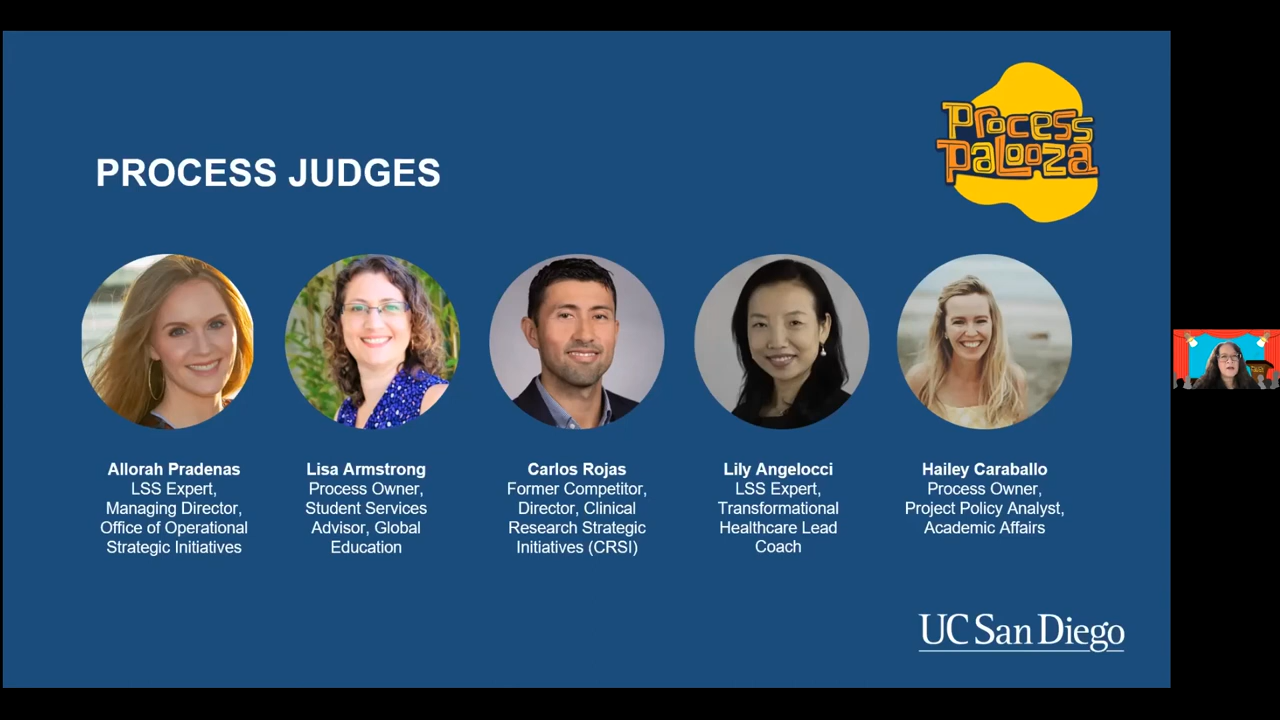 Process
Palooza
PROCESS JUDGES
Allorah Pradenas
LSS Expert,
Managing Director,
Office of Operational
Strategic Initiatives
Lisa Armstrong
Process Owner,
Student Services
Advisor, Global
Education
Carlos Rojas
Former Competitor,
Director, Clinical
Research Strategic
Initiatives (CRSI)
Lily Angelocci
LSS Expert,
Transformational
Healthcare Lead
Coach
Hailey Caraballo
Process Owner,
Project Policy Analyst,
Academic Affairs
UC San Diego